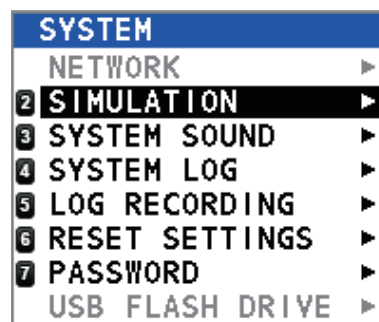 SYSTEM
NETWORK
2 SIMULATION
3 SYSTEM SOUND
4 SYSTEM LOG
5 LOG RECORDING
6 RESET SETTINGS
7 PASSWORD
USB FLASH DRIVE